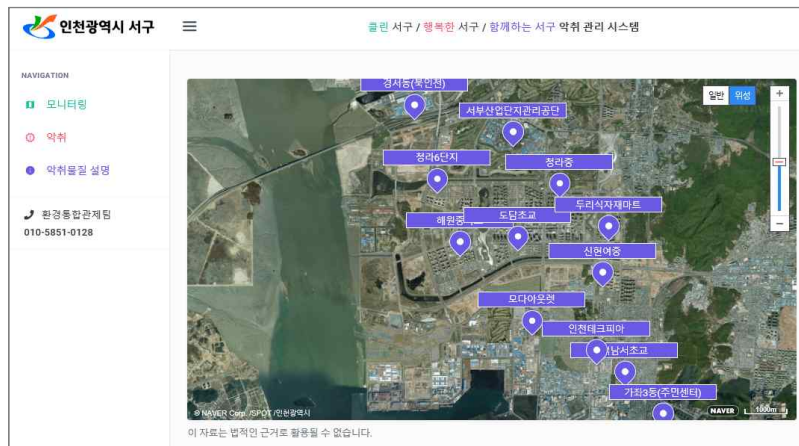 인천광역시 서구
클린 서구 / 행복한 서구 / 함께하는 서구 악취 관리 시스템
NAVIGATION
모니터링
악취
악취물질 설명
환경통합관제팀
010-5851-0128
일반 위성
경서동(북인천)
서부산업단지관리공단
청라6단지
청라중
두리식자재마트
도담초교
해원중
신현여중
모다아웃렛
인천테크피아
남서초교
가좌3동(주민센터)
© NAVER Corp. /SPOT /인천광역시
NAVER 1000m
이 자료는 법적인 근거로 활용될 수 없습니다.